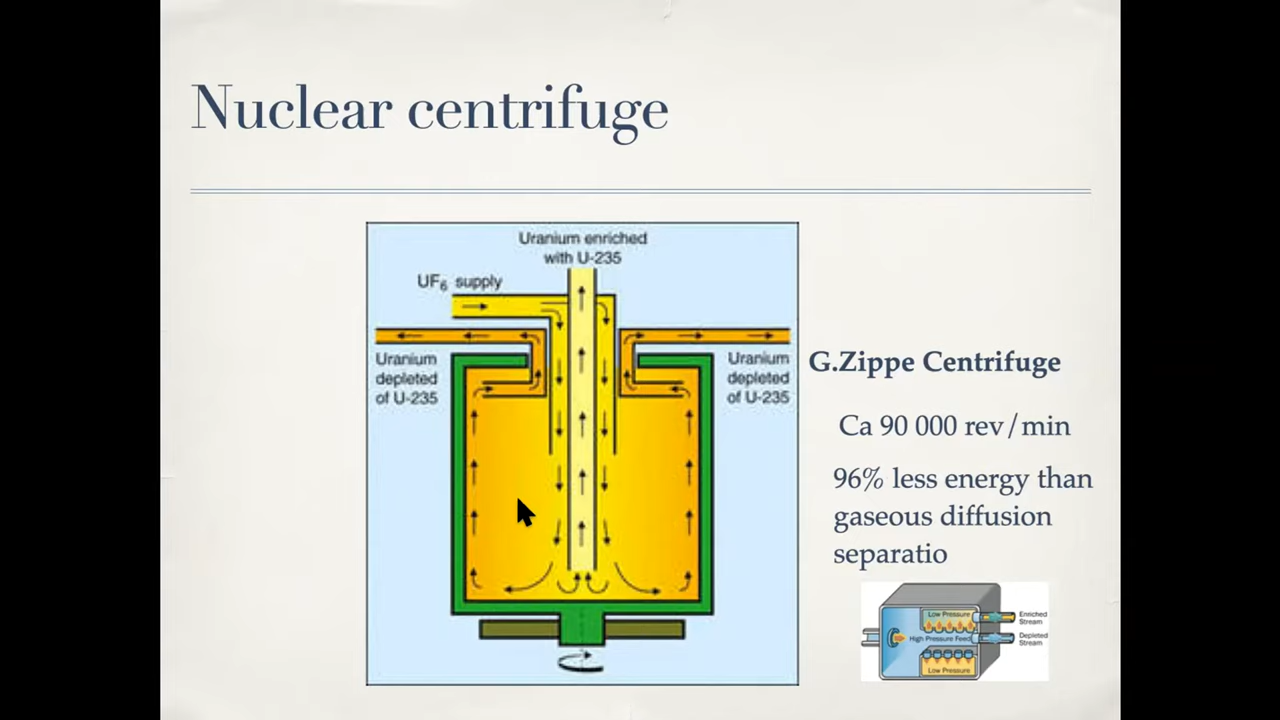 Nuclear centrifuge
Uranium enriched
with U-235
UF₆ supply
Uranium
depleted
of U-235
Uranium
depleted
of U-235
G.Zippe Centrifuge
Ca 90 000 rev/min
96% less energy than
gaseous diffusion
separatio
Low Pressure
High Pressure Feed
Low Pressure
Enriched
Stream
Depleted
Stream